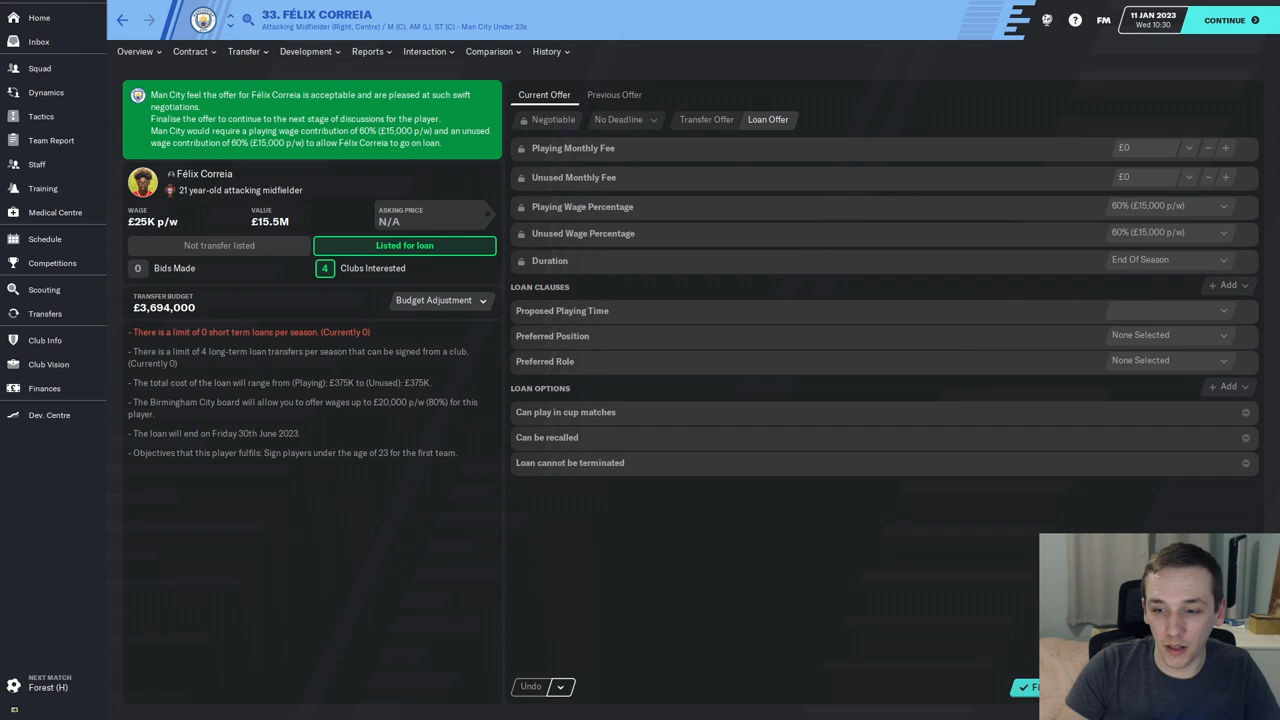 33. FÉLIX CORREIA
Attacking Midfielder (Right, Centre) / M (C), AM (L), ST (C) - Man City Under 23s
FM
11 JAN 2023
Wed 10:30
CONTINUE
Home
Inbox
Squad
Dynamics
Tactics
Team Report
Staff
Training
Medical Centre
Schedule
Competitions
Scouting
Transfers
Club Info
Club Vision
Finances
Dev. Centre
NEXT MATCH
Forest (H)
Overview
Contract
Transfer
Development
Reports
Interaction
Comparison
History
Man City feel the offer for Félix Correia is acceptable and are pleased at such swift
negotiations.
Finalise the offer to continue to the next stage of discussions for the player.
Man City would require a playing wage contribution of 60% (£15,000 p/w) and an unused
wage contribution of 60% (£15,000 p/w) to allow Félix Correia to go on loan.
Félix Correia
21 year-old attacking midfielder
WAGE
£25K p/w
VALUE
£15.5M
ASKING PRICE
N/A
Not transfer listed
Listed for loan
0 Bids Made
4 Clubs Interested
TRANSFER BUDGET
£3,694,000
Budget Adjustment
- There is a limit of 0 short term loans per season. (Currently 0)
- There is a limit of 4 long-term loan transfers per season that can be signed from a club.
(Currently 0)
- The total cost of the loan will range from (Playing): £375K to (Unused): £375K.
- The Birmingham City board will allow you to offer wages up to £20,000 p/w (80%) for this
player.
- The loan will end on Friday 30th June 2023.
- Objectives that this player fulfils: Sign players under the age of 23 for the first team.
Current Offer
Previous Offer
Negotiable
No Deadline
Transfer Offer
Loan Offer
Playing Monthly Fee £0
Unused Monthly Fee £0
Playing Wage Percentage 60% (£15,000 p/w)
Unused Wage Percentage 60% (£15,000 p/w)
Duration End Of Season
LOAN CLAUSES + Add
Proposed Playing Time
Preferred Position None Selected
Preferred Role None Selected
LOAN OPTIONS + Add
Can play in cup matches
Can be recalled
Loan cannot be terminated
Undo